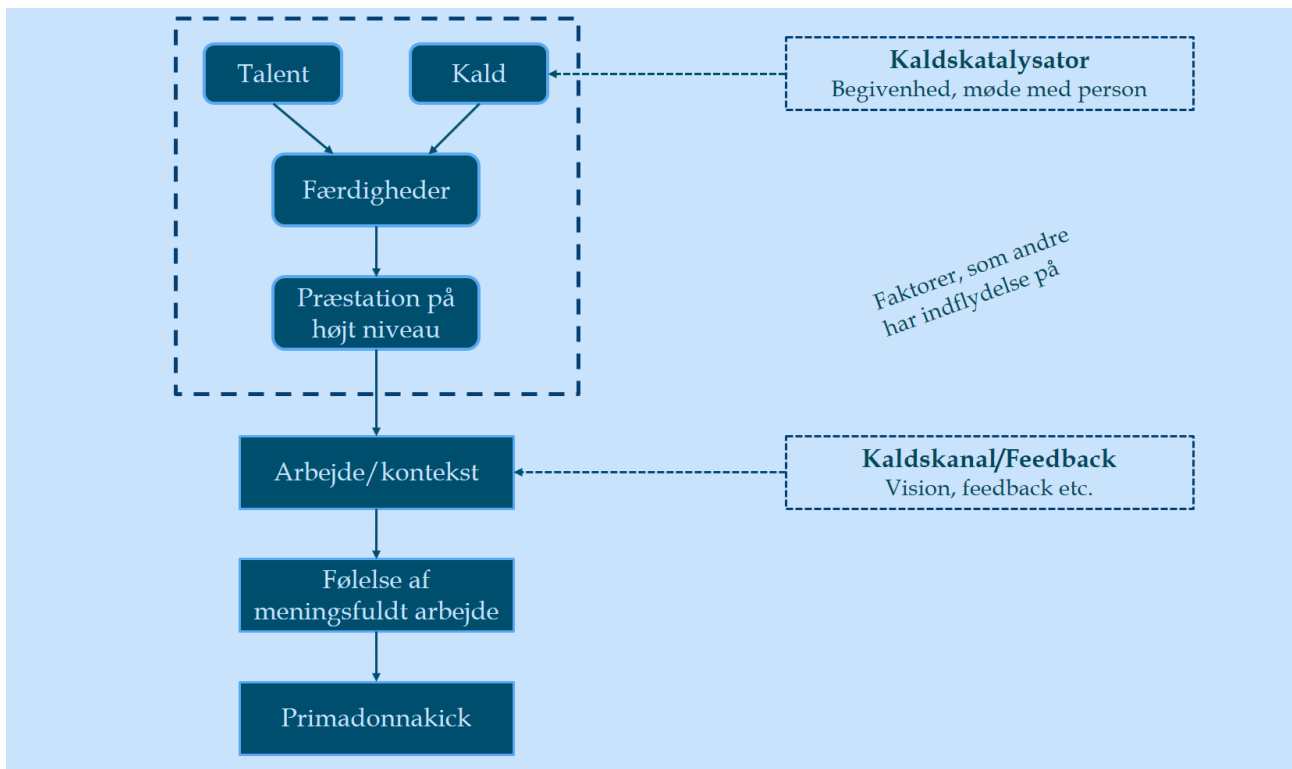 Talent
Kald
Kaldskatalysator
Begivenhed, møde med person
Færdigheder
Præstation på
højt niveau
Faktorer, som andre
har indflydelse på
Arbejde/kontekst
Kaldskanal/Feedback
Vision, feedback etc.
Følelse af
meningsfuldt arbejde
Primadonnakick